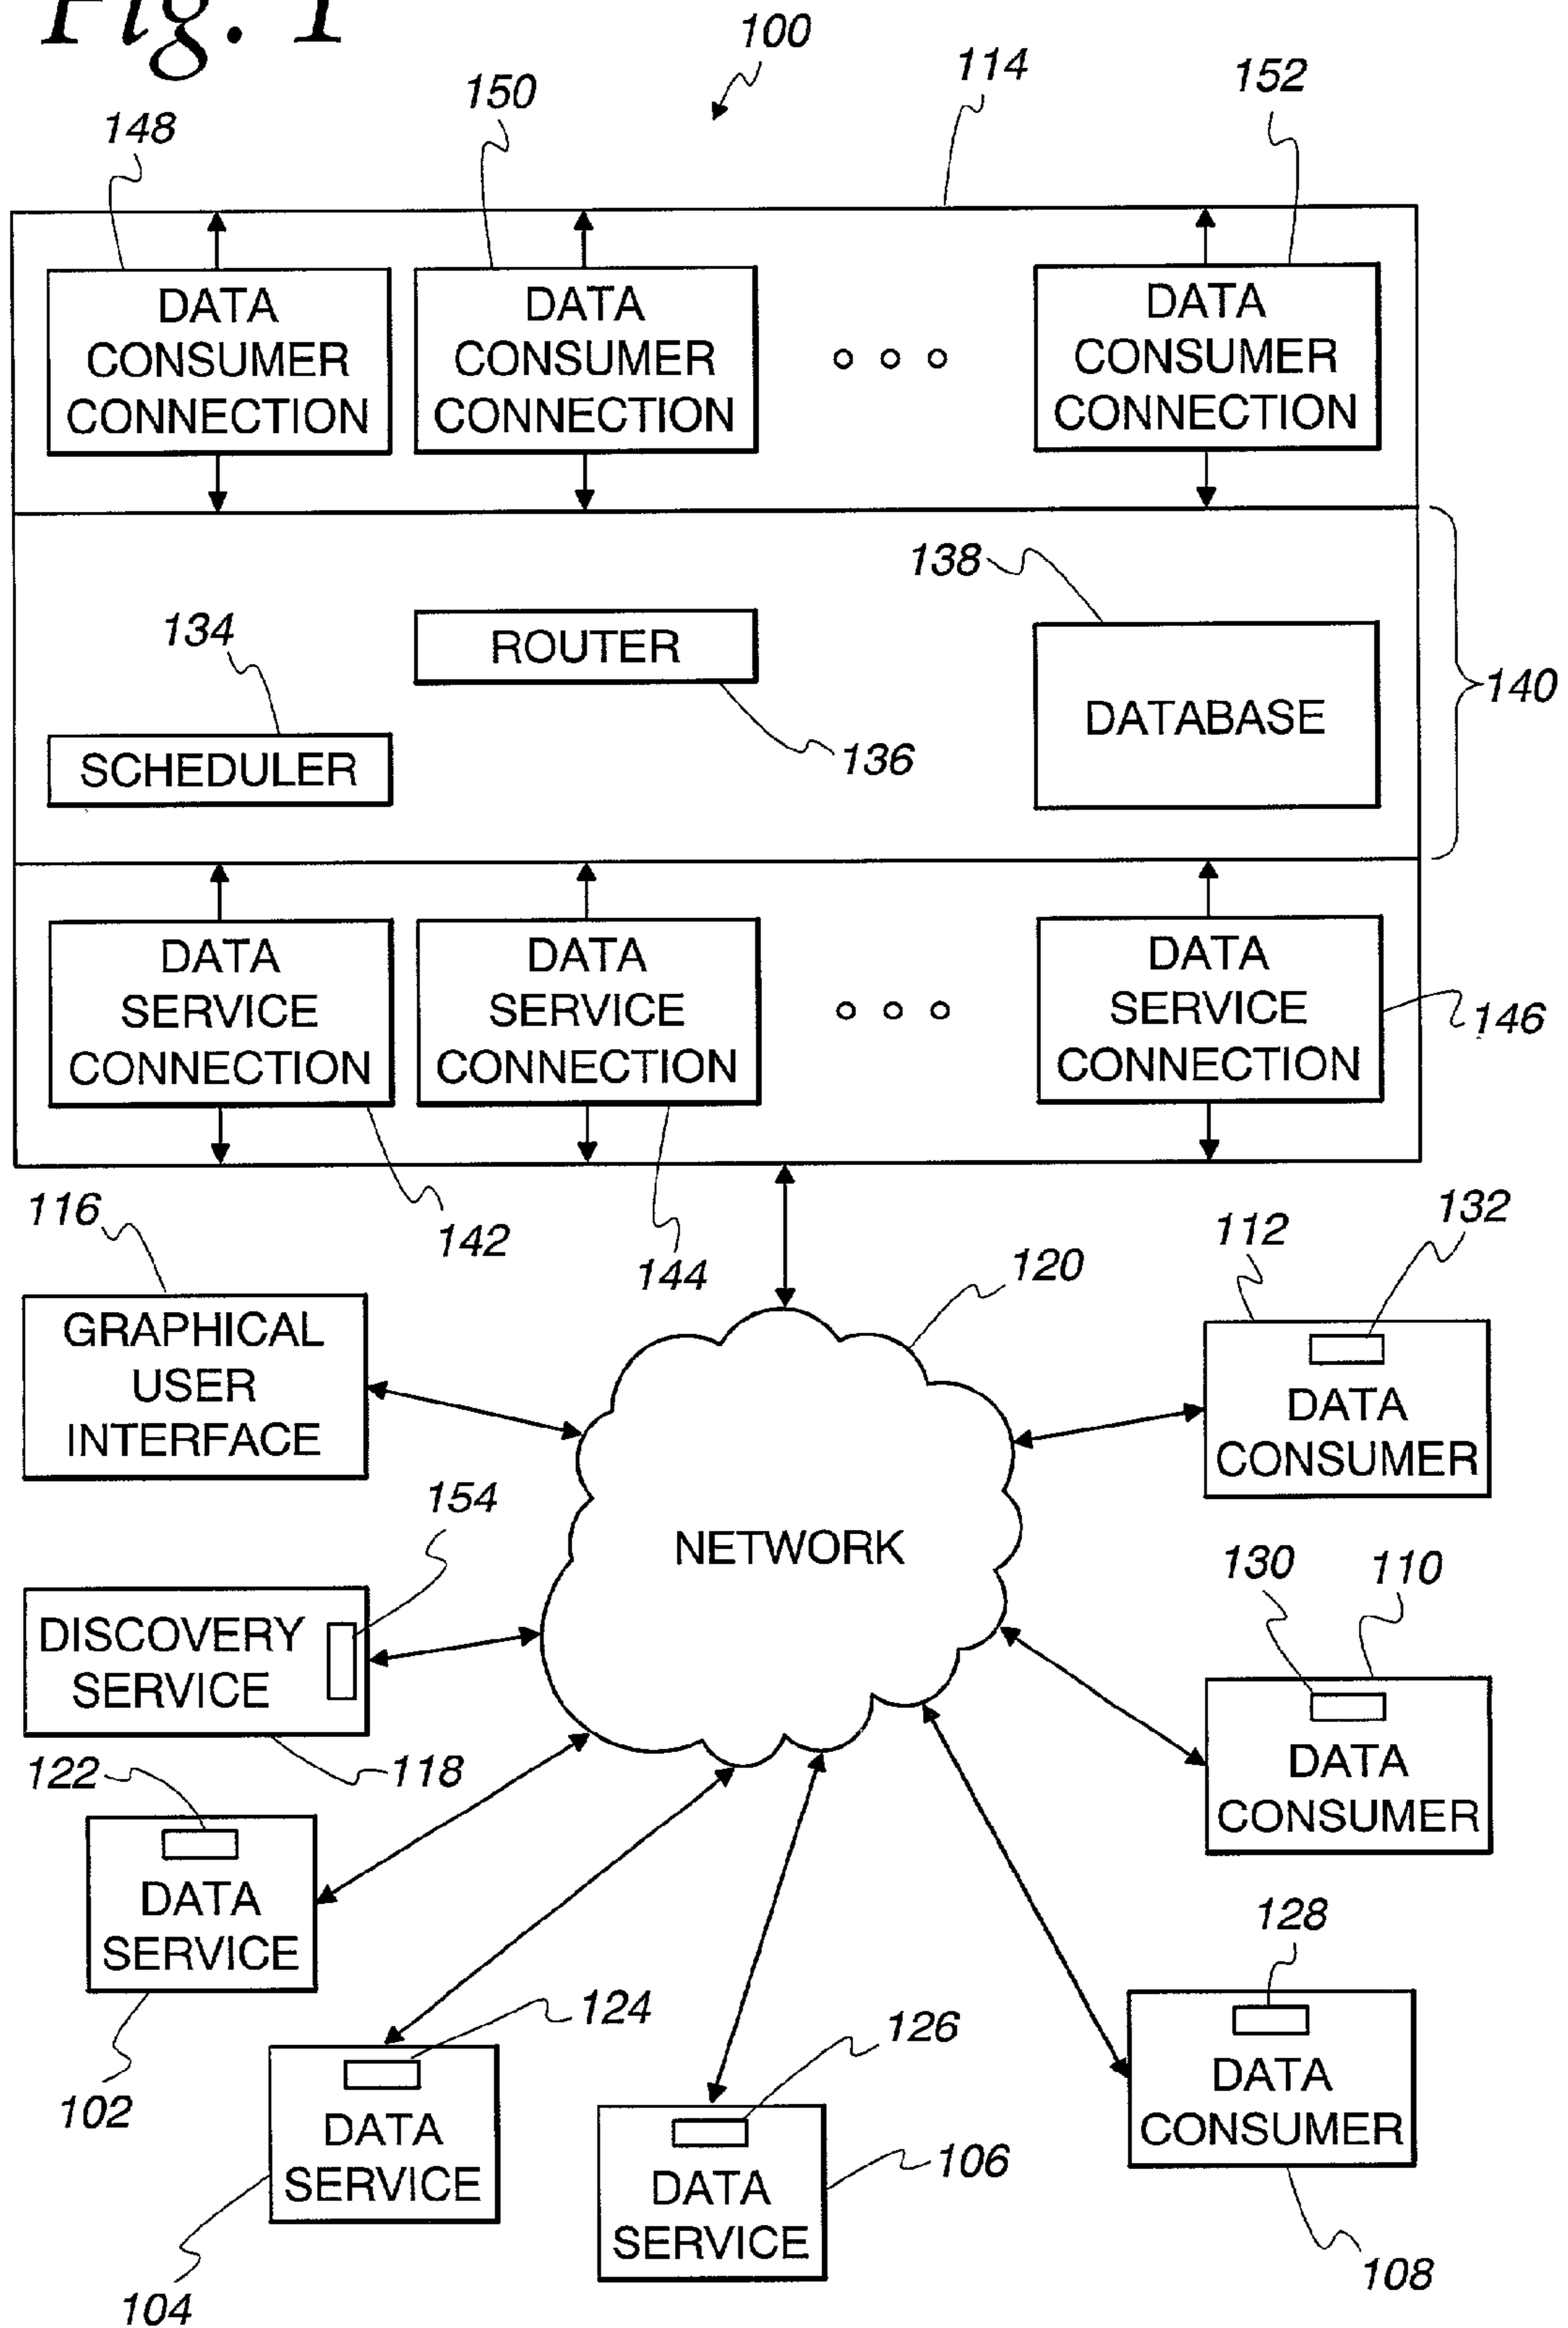 Fig. 1
100
114
152
150
148
DATA
CONSUMER
CONNECTION
DATA
CONSUMER
CONNECTION
DATA
CONSUMER
CONNECTION
138
134
ROUTER
140
DATABASE
136
SCHEDULER
DATA
SERVICE
CONNECTION
DATA
SERVICE
CONNECTION
DATA
SERVICE
CONNECTION
146
116
142
144
120
112
132
GRAPHICAL
USER
INTERFACE
DATA
CONSUMER
154
NETWORK
130
110
DISCOVERY
SERVICE
118
122
DATA
CONSUMER
DATA
SERVICE
128
124
126
102
DATA
SERVICE
DATA
CONSUMER
106
DATA
SERVICE
104
108